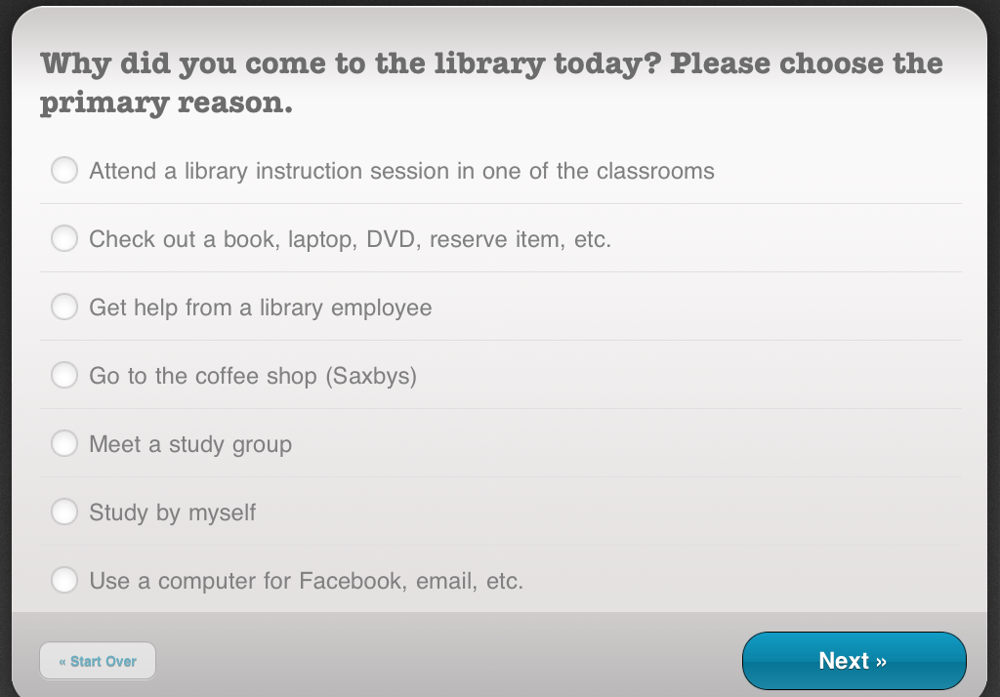 Why did you come to the library today? Please choose the
primary reason.
Attend a library instruction session in one of the classrooms
Check out a book, laptop, DVD, reserve item, etc.
Get help from a library employee
Go to the coffee shop (Saxbys)
Meet a study group
Study by myself
Use a computer for Facebook, email, etc.
« Start Over
Next »